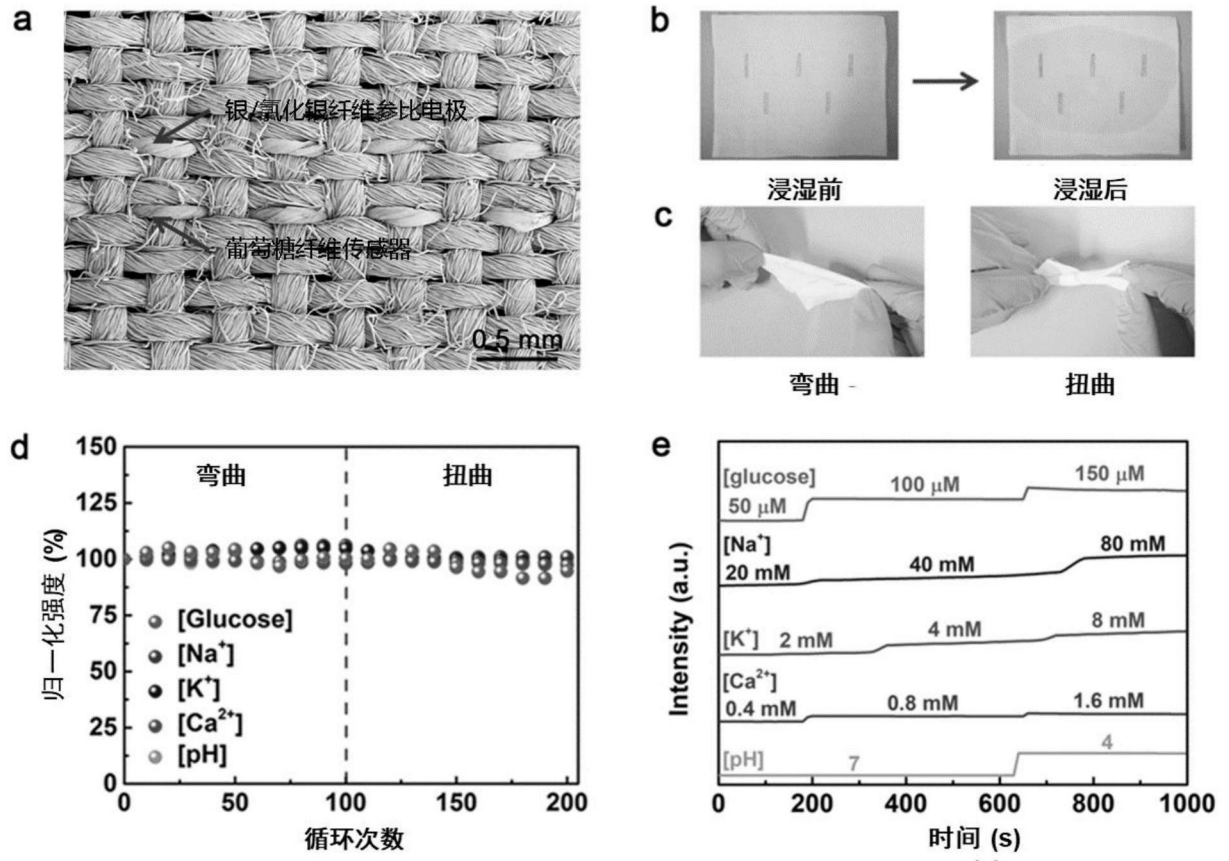 a
银/氯化银纤维参比电极
葡萄糖纤维传感器
0.5 mm
b
浸湿前
浸湿后
c
弯曲 -
扭曲
d
归一化强度 (%)
150
125
100
75
50
25
0
弯曲
扭曲
[Glucose]
[Na⁺]
[K⁺]
[Ca²⁺]
[pH]
0 50 100 150 200
循环次数
e
Intensity (a.u.)
[glucose]
50 μM 100 μM 150 μM
[Na⁺]
20 mM 40 mM 80 mM
[K⁺] 2 mM 4 mM 8 mM
[Ca²⁺]
0.4 mM 0.8 mM 1.6 mM
[pH] 7 4
0 200 400 600 800 1000
时间 (s)